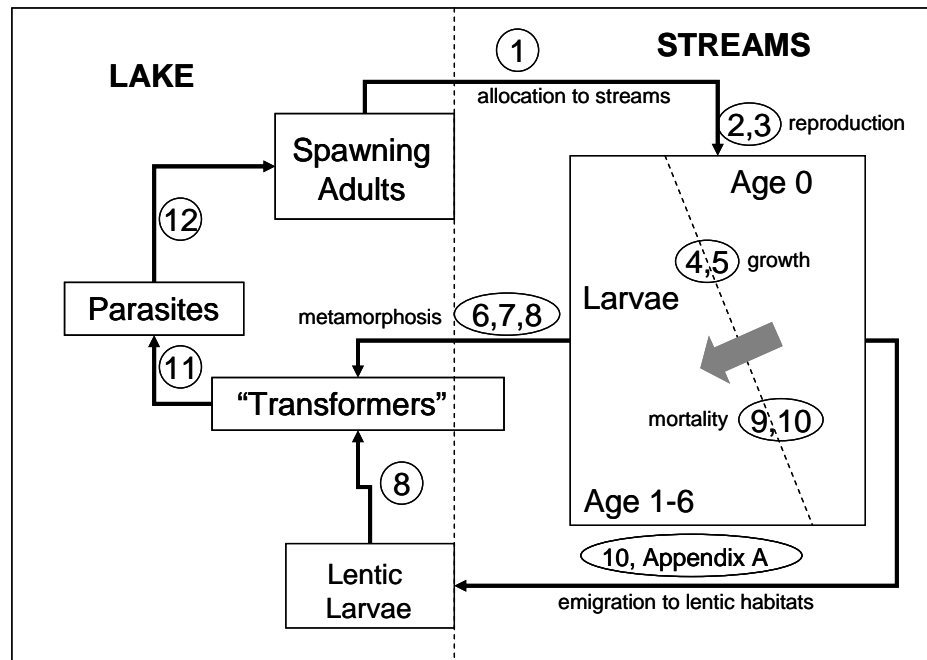 LAKE
STREAMS
1
allocation to streams
2,3 reproduction
Spawning
Adults
Age 0
12
4,5 growth
Larvae
Parasites
metamorphosis 6,7,8
11
"Transformers"
mortality 9,10
8
Age 1-6
10, Appendix A
Lentic
Larvae
emigration to lentic habitats